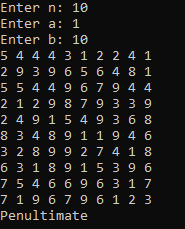 Enter n: 10
Enter a: 1
Enter b: 10
5 4 4 4 3 1 2 2 4 1
2 9 3 9 6 5 6 4 8 1
5 5 4 4 9 6 7 9 4 4
2 1 2 9 8 7 9 3 3 9
2 4 9 1 5 4 9 3 6 8
8 3 4 8 9 1 1 9 4 6
3 2 8 9 9 2 7 4 1 8
6 3 1 8 9 1 5 3 9 6
7 5 4 6 6 9 6 3 1 7
7 1 9 6 7 9 6 1 2 3
Penultimate